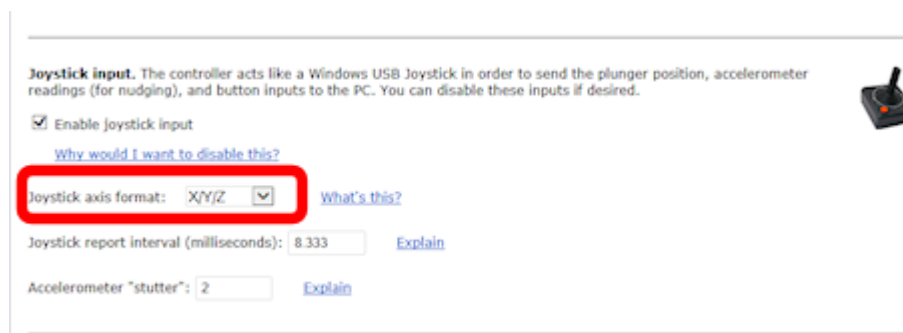 Joystick input. The controller acts like a Windows USB Joystick in order to send the plunger position, accelerometer
readings (for nudging), and button inputs to the PC. You can disable these inputs if desired.
Enable joystick input
Why would I want to disable this?
Joystick axis format: X/Y/Z What's this?
Joystick report interval (milliseconds): 8.333 Explain
Accelerometer "stutter": 2 Explain